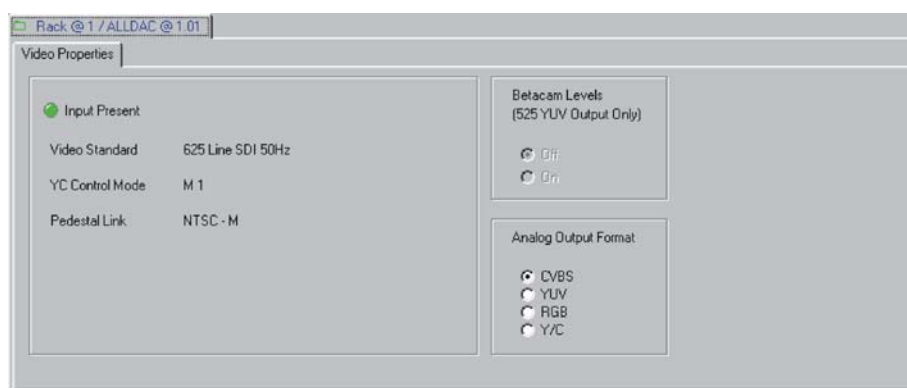 Rack @ 1 / ALLDAC @ 1.01
Video Properties
Input Present
Video Standard 625 Line SDI 50Hz
YC Control Mode M 1
Pedestal Link NTSC - M
Betacam Levels
(525 YUV Output Only)
Off
On
Analog Output Format
CVBS
YUV
RGB
Y/C